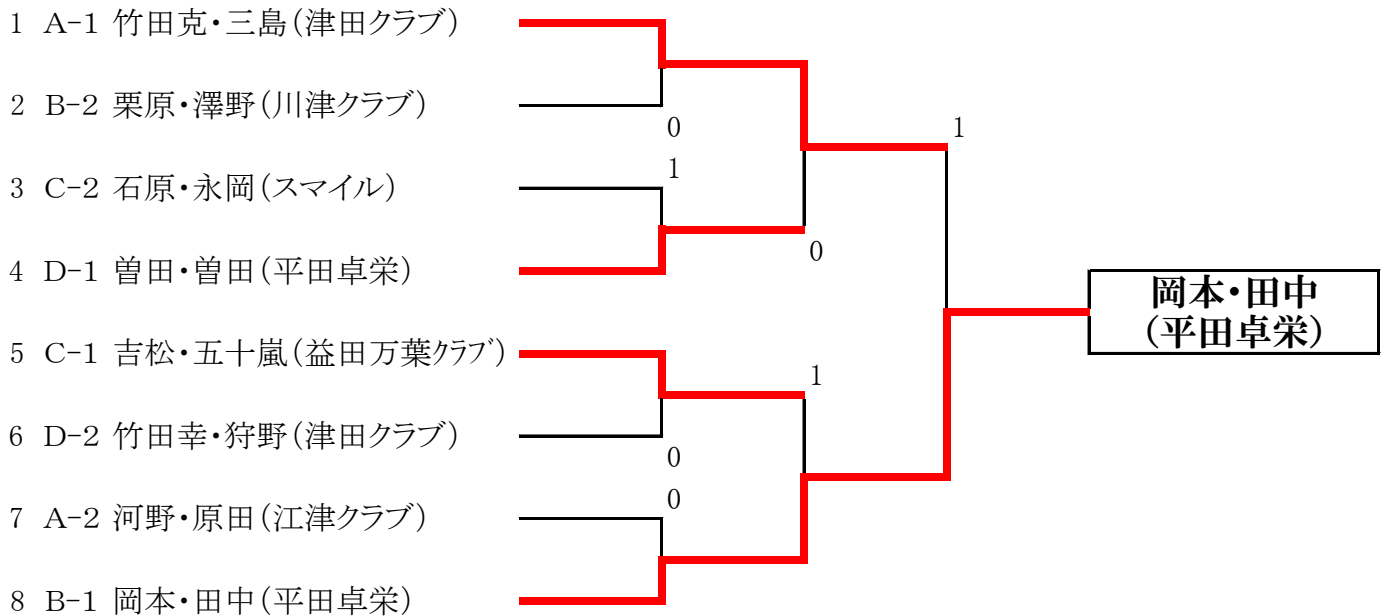 1 A-1 竹田克・三島(津田クラブ)
2 B-2 栗原・澤野(川津クラブ)
0
1
1
3 C-2 石原・永岡(スマイル)
0
4 D-1 曽田・曽田(平田卓栄)
岡本・田中
(平田卓栄)
5 C-1 吉松・五十嵐(益田万葉クラブ)
1
6 D-2 竹田幸・狩野(津田クラブ)
0
0
7 A-2 河野・原田(江津クラブ)
8 B-1 岡本・田中(平田卓栄)